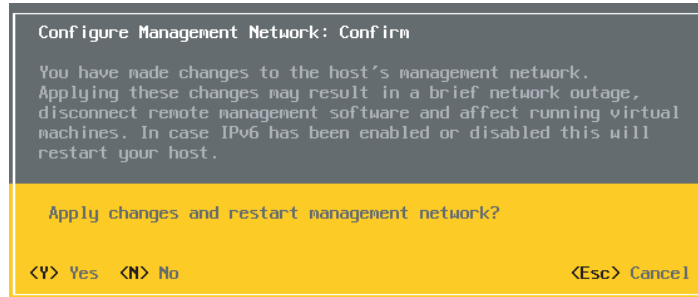 Configure Management Network: Confirm
You have made changes to the host's management network.
Applying these changes may result in a brief network outage,
disconnect remote management software and affect running virtual
machines. In case IPv6 has been enabled or disabled this will
restart your host.
Apply changes and restart management network?
<Y> Yes <N> No <Esc> Cancel